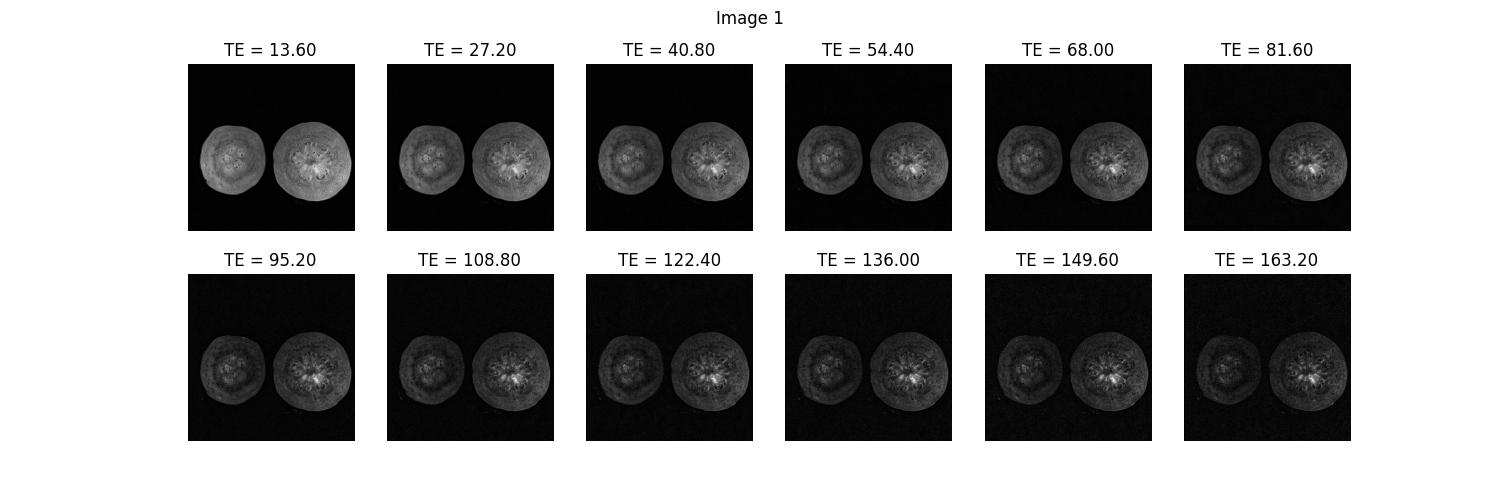 Image 1
TE = 13.60
TE = 27.20
TE = 40.80
TE = 54.40
TE = 68.00
TE = 81.60
TE = 95.20
TE = 108.80
TE = 122.40
TE = 136.00
TE = 149.60
TE = 163.20